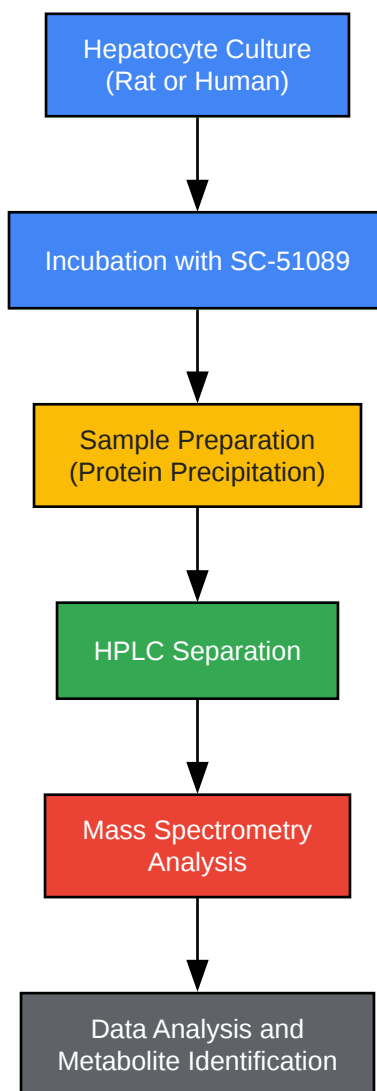 Hepatocyte Culture
(Rat or Human)
Incubation with SC-51089
Sample Preparation
(Protein Precipitation)
HPLC Separation
Mass Spectrometry
Analysis
Data Analysis and
Metabolite Identification